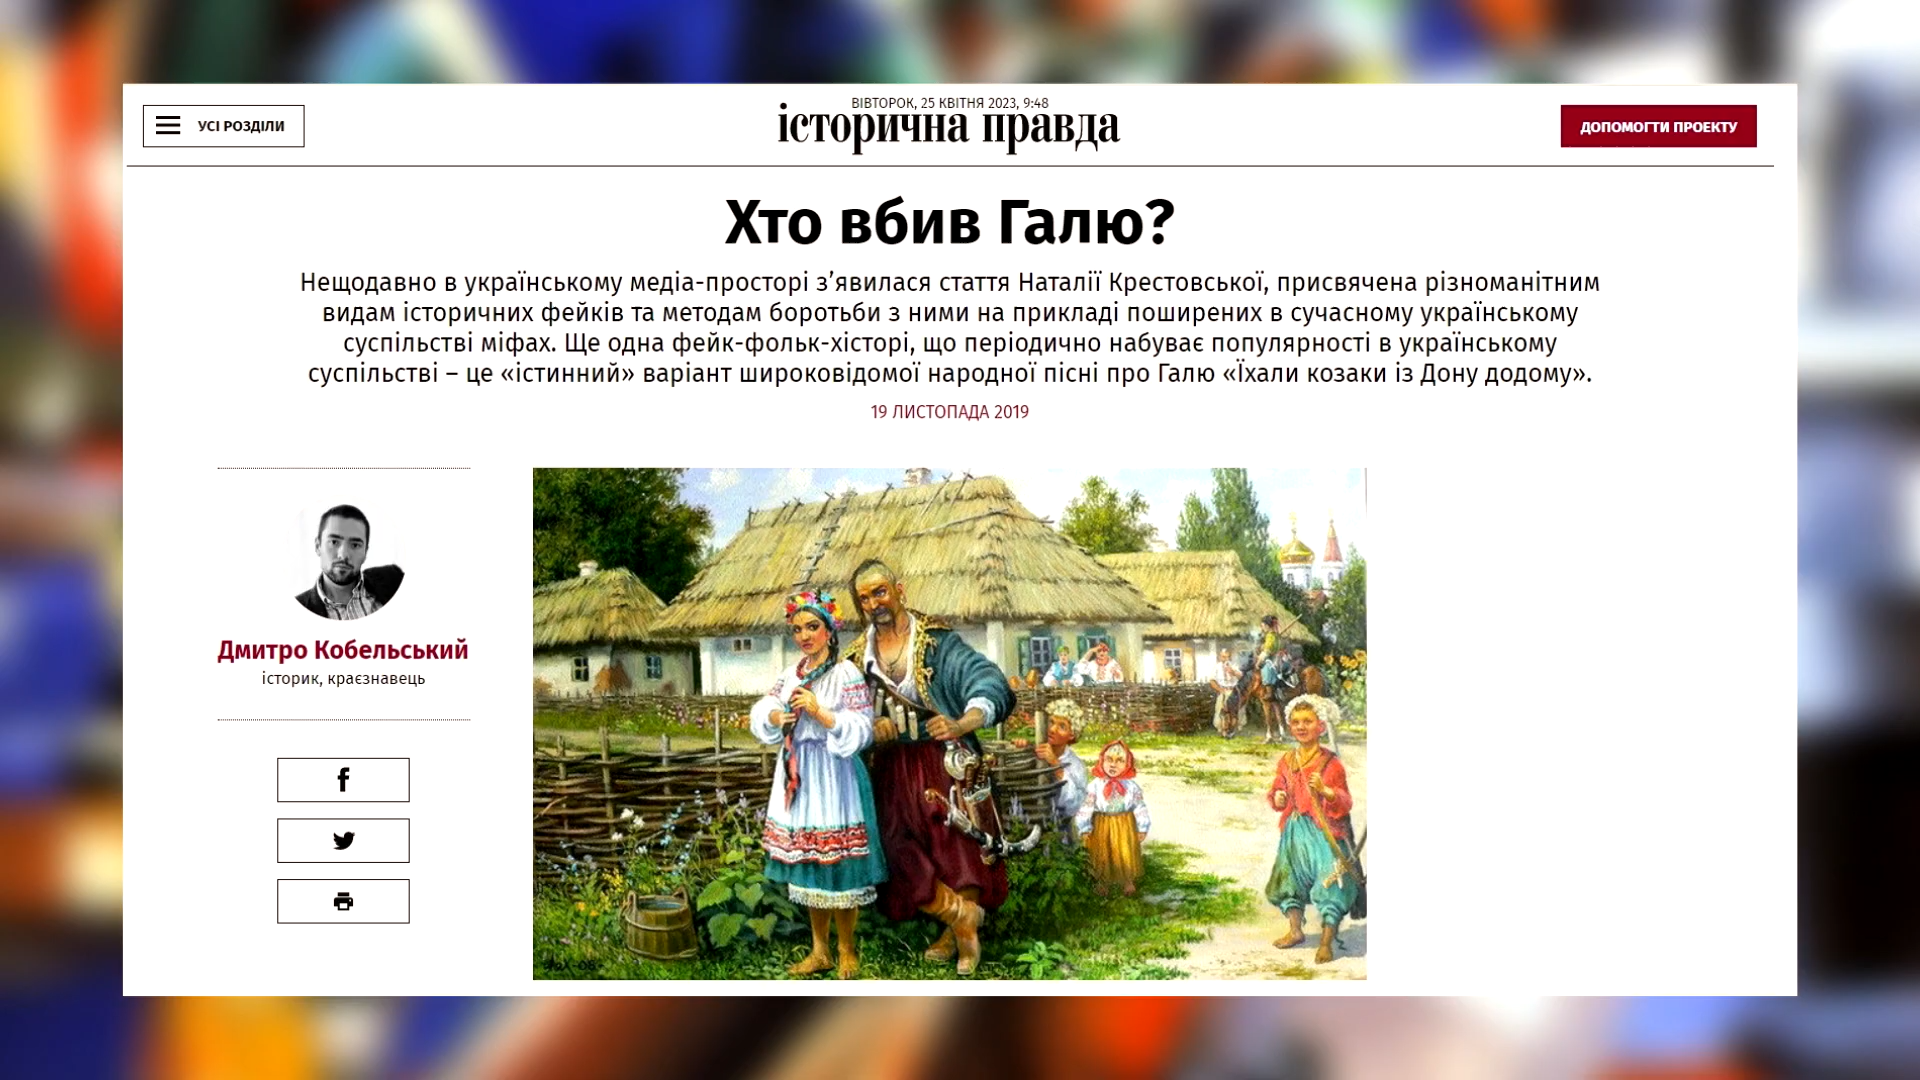 УСІ РОЗДІЛИ
ВІВТОРОК, 25 КВІТНЯ 2023, 9:48
історична правда
ДОПОМОГТИ ПРОЕКТУ
Хто вбив Галю?
Нещодавно в українському медіа-просторі з’явилася стаття Наталії Крестовської, присвячена різноманітним
видам історичних фейків та методам боротьби з ними на прикладі поширених в сучасному українському
суспільстві міфах. Ще одна фейк-фольк-хісторі, що періодично набуває популярності в українському
суспільстві – це «істинний» варіант широковідомої народної пісні про Галю «Їхали козаки із Дону додому».
19 ЛИСТОПАДА 2019
Дмитро Кобельський
історик, краєзнавець